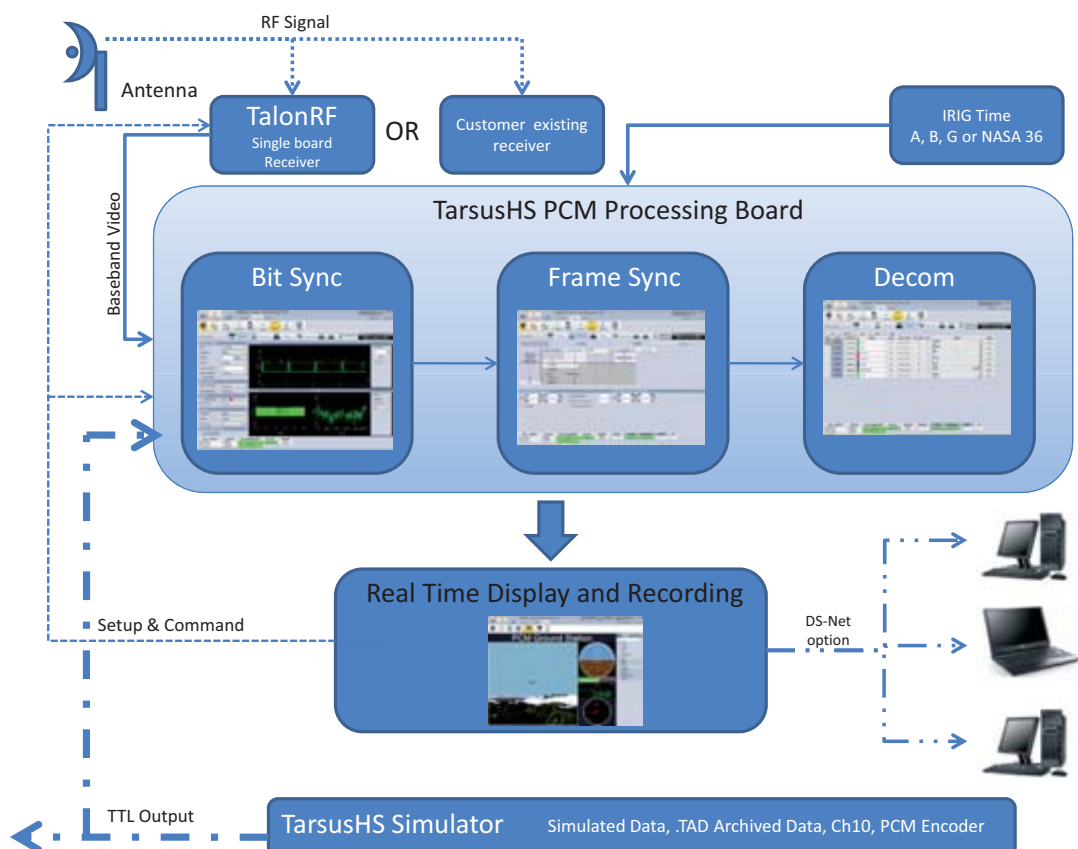 RF Signal
Antenna
TalonRF
Single board
Receiver
OR
Customer existing
receiver
IRIG Time
A, B, G or NASA 36
Baseband Video
TarsusHS PCM Processing Board
Bit Sync
Frame Sync
Decom
Real Time Display and Recording
PCM Ground Station
Setup & Command
DS-Net
option
TTL Output
TarsusHS Simulator
Simulated Data, .TAD Archived Data, Ch10, PCM Encoder